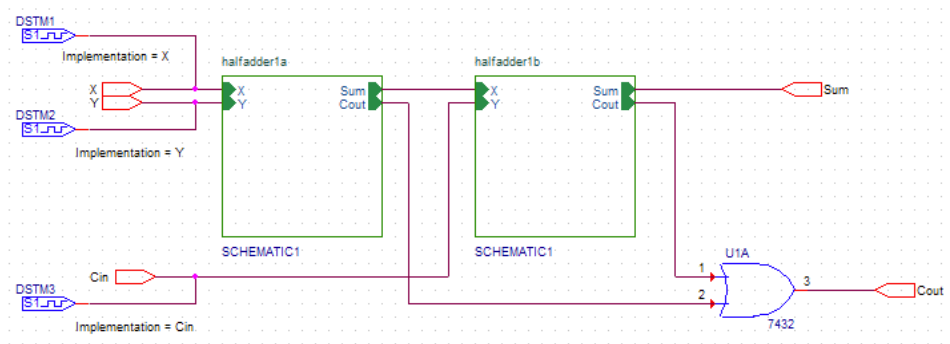 DSTM1
S1
Implementation = X
halfadder1a
halfadder1b
X
Y
X
Y
Sum
Cout
X
Y
Sum
Cout
Sum
DSTM2
S1
Implementation = Y
SCHEMATIC1
SCHEMATIC1
U1A
Cin
1
2
3
Cout
DSTM3
S1
Implementation = Cin
7432